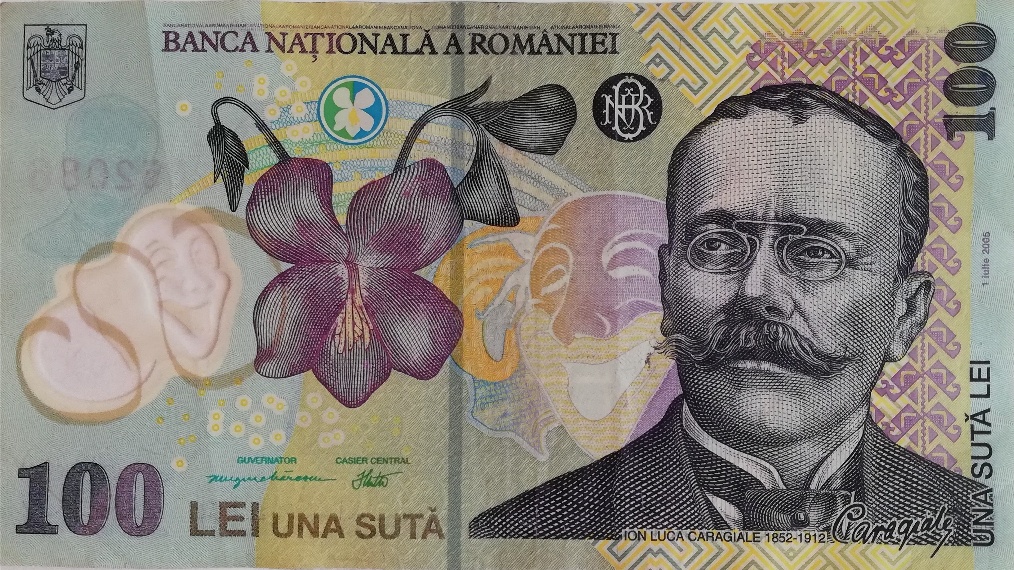 BANCA NAȚIONALĂ A ROMÂNIEI
100
1 iulie 2005
UNA SUTĂ LEI
GUVERNATOR
CASIER CENTRAL
100
LEI UNA SUTĂ
ION LUCA CARAGIALE 1852-1912
Caragiale